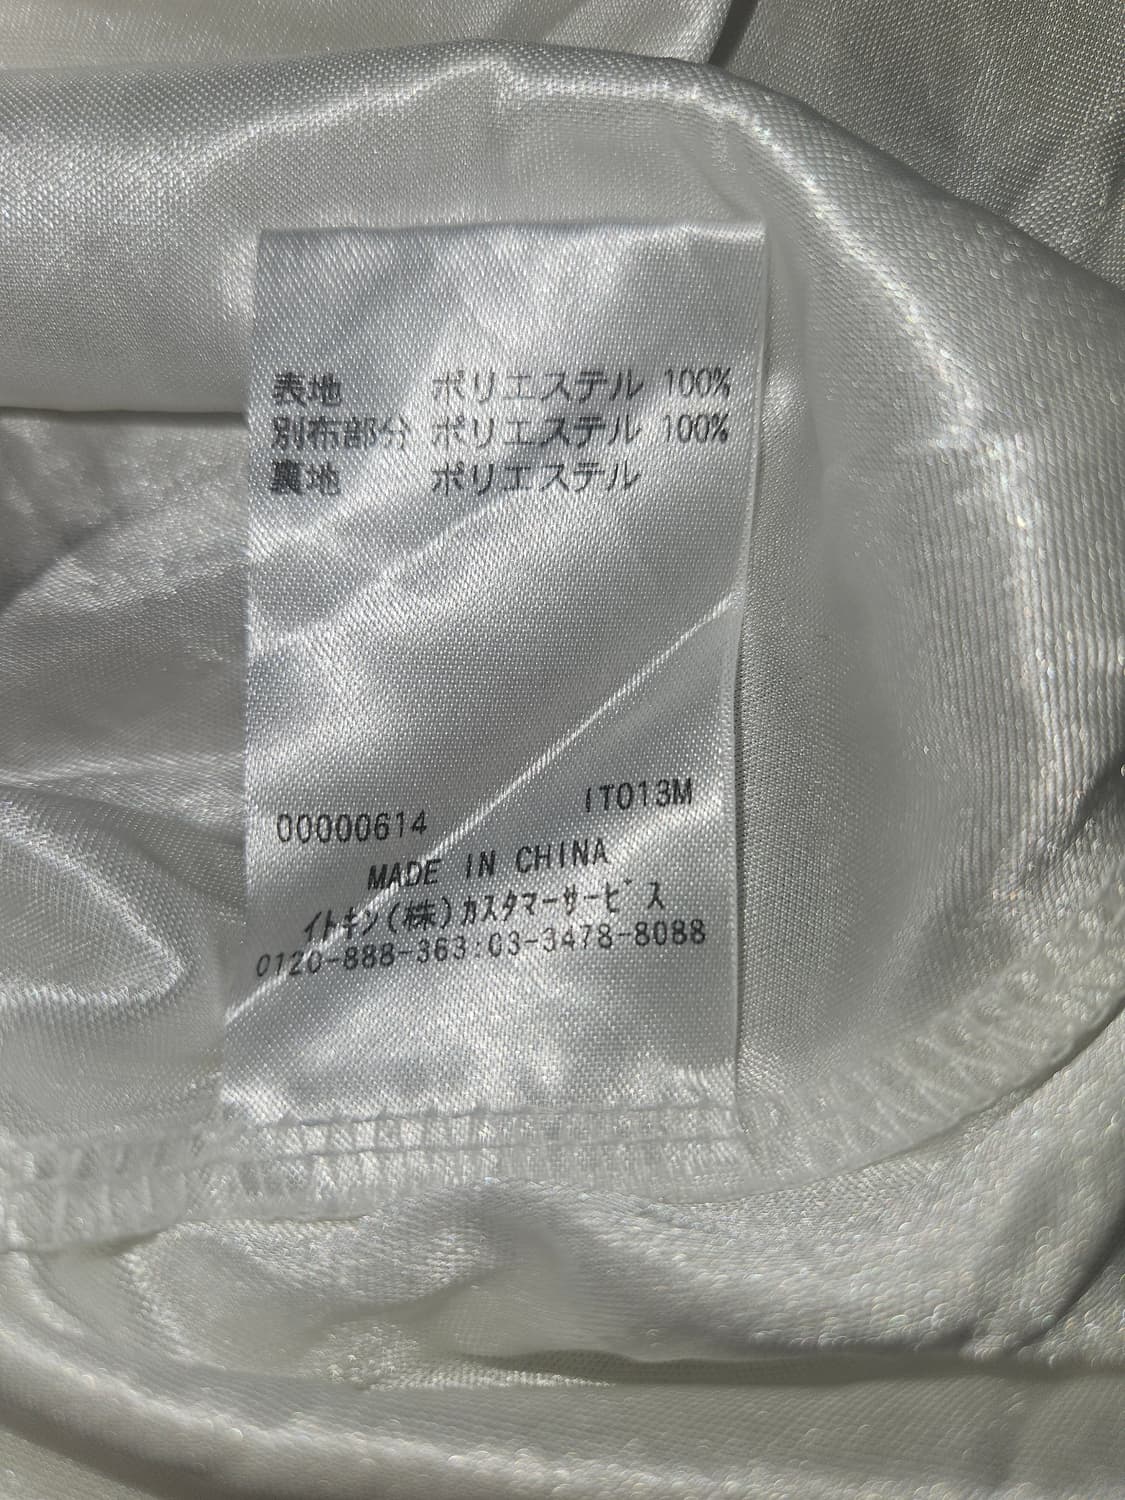 表地 ポリエステル 100%
別布部分 ポリエステル 100%
裏地 ポリエステル
00000614 IT013M
MADE IN CHINA
イトキン(株)カスタマーサービス
0120-888-363:03-3478-8088